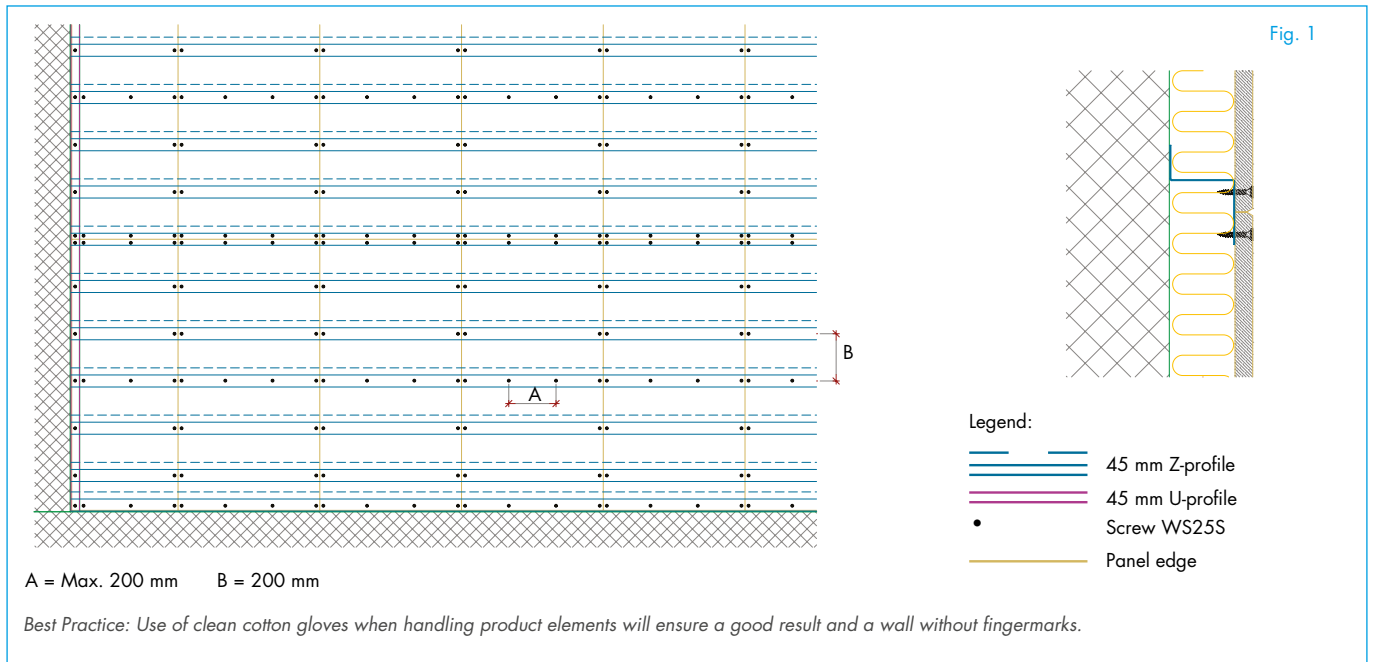 Fig. 1
B
A
Legend:
45 mm Z-profile
45 mm U-profile
Screw WS25S
Panel edge
A = Max. 200 mm B = 200 mm
Best Practice: Use of clean cotton gloves when handling product elements will ensure a good result and a wall without fingermarks.